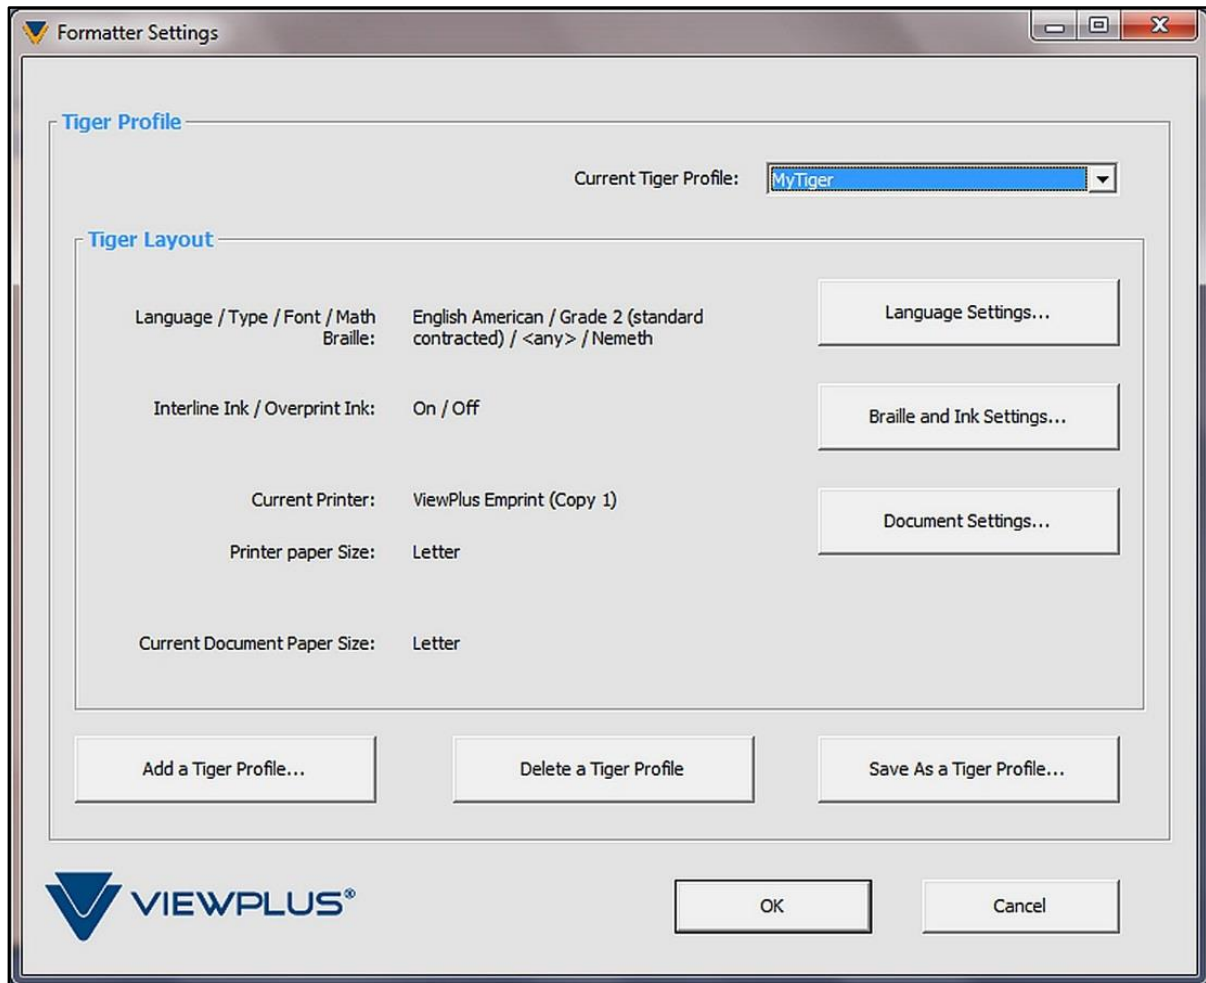 Formatter Settings
Tiger Profile
Current Tiger Profile: MyTiger
Tiger Layout
Language / Type / Font / Math
Braille:
English American / Grade 2 (standard
contracted) / <any> / Nemeth
Language Settings...
Interline Ink / Overprint Ink: On / Off
Braille and Ink Settings...
Current Printer: ViewPlus Emprint (Copy 1)
Document Settings...
Printer paper Size: Letter
Current Document Paper Size: Letter
Add a Tiger Profile... Delete a Tiger Profile Save As a Tiger Profile...
VIEWPLUS®
OK Cancel